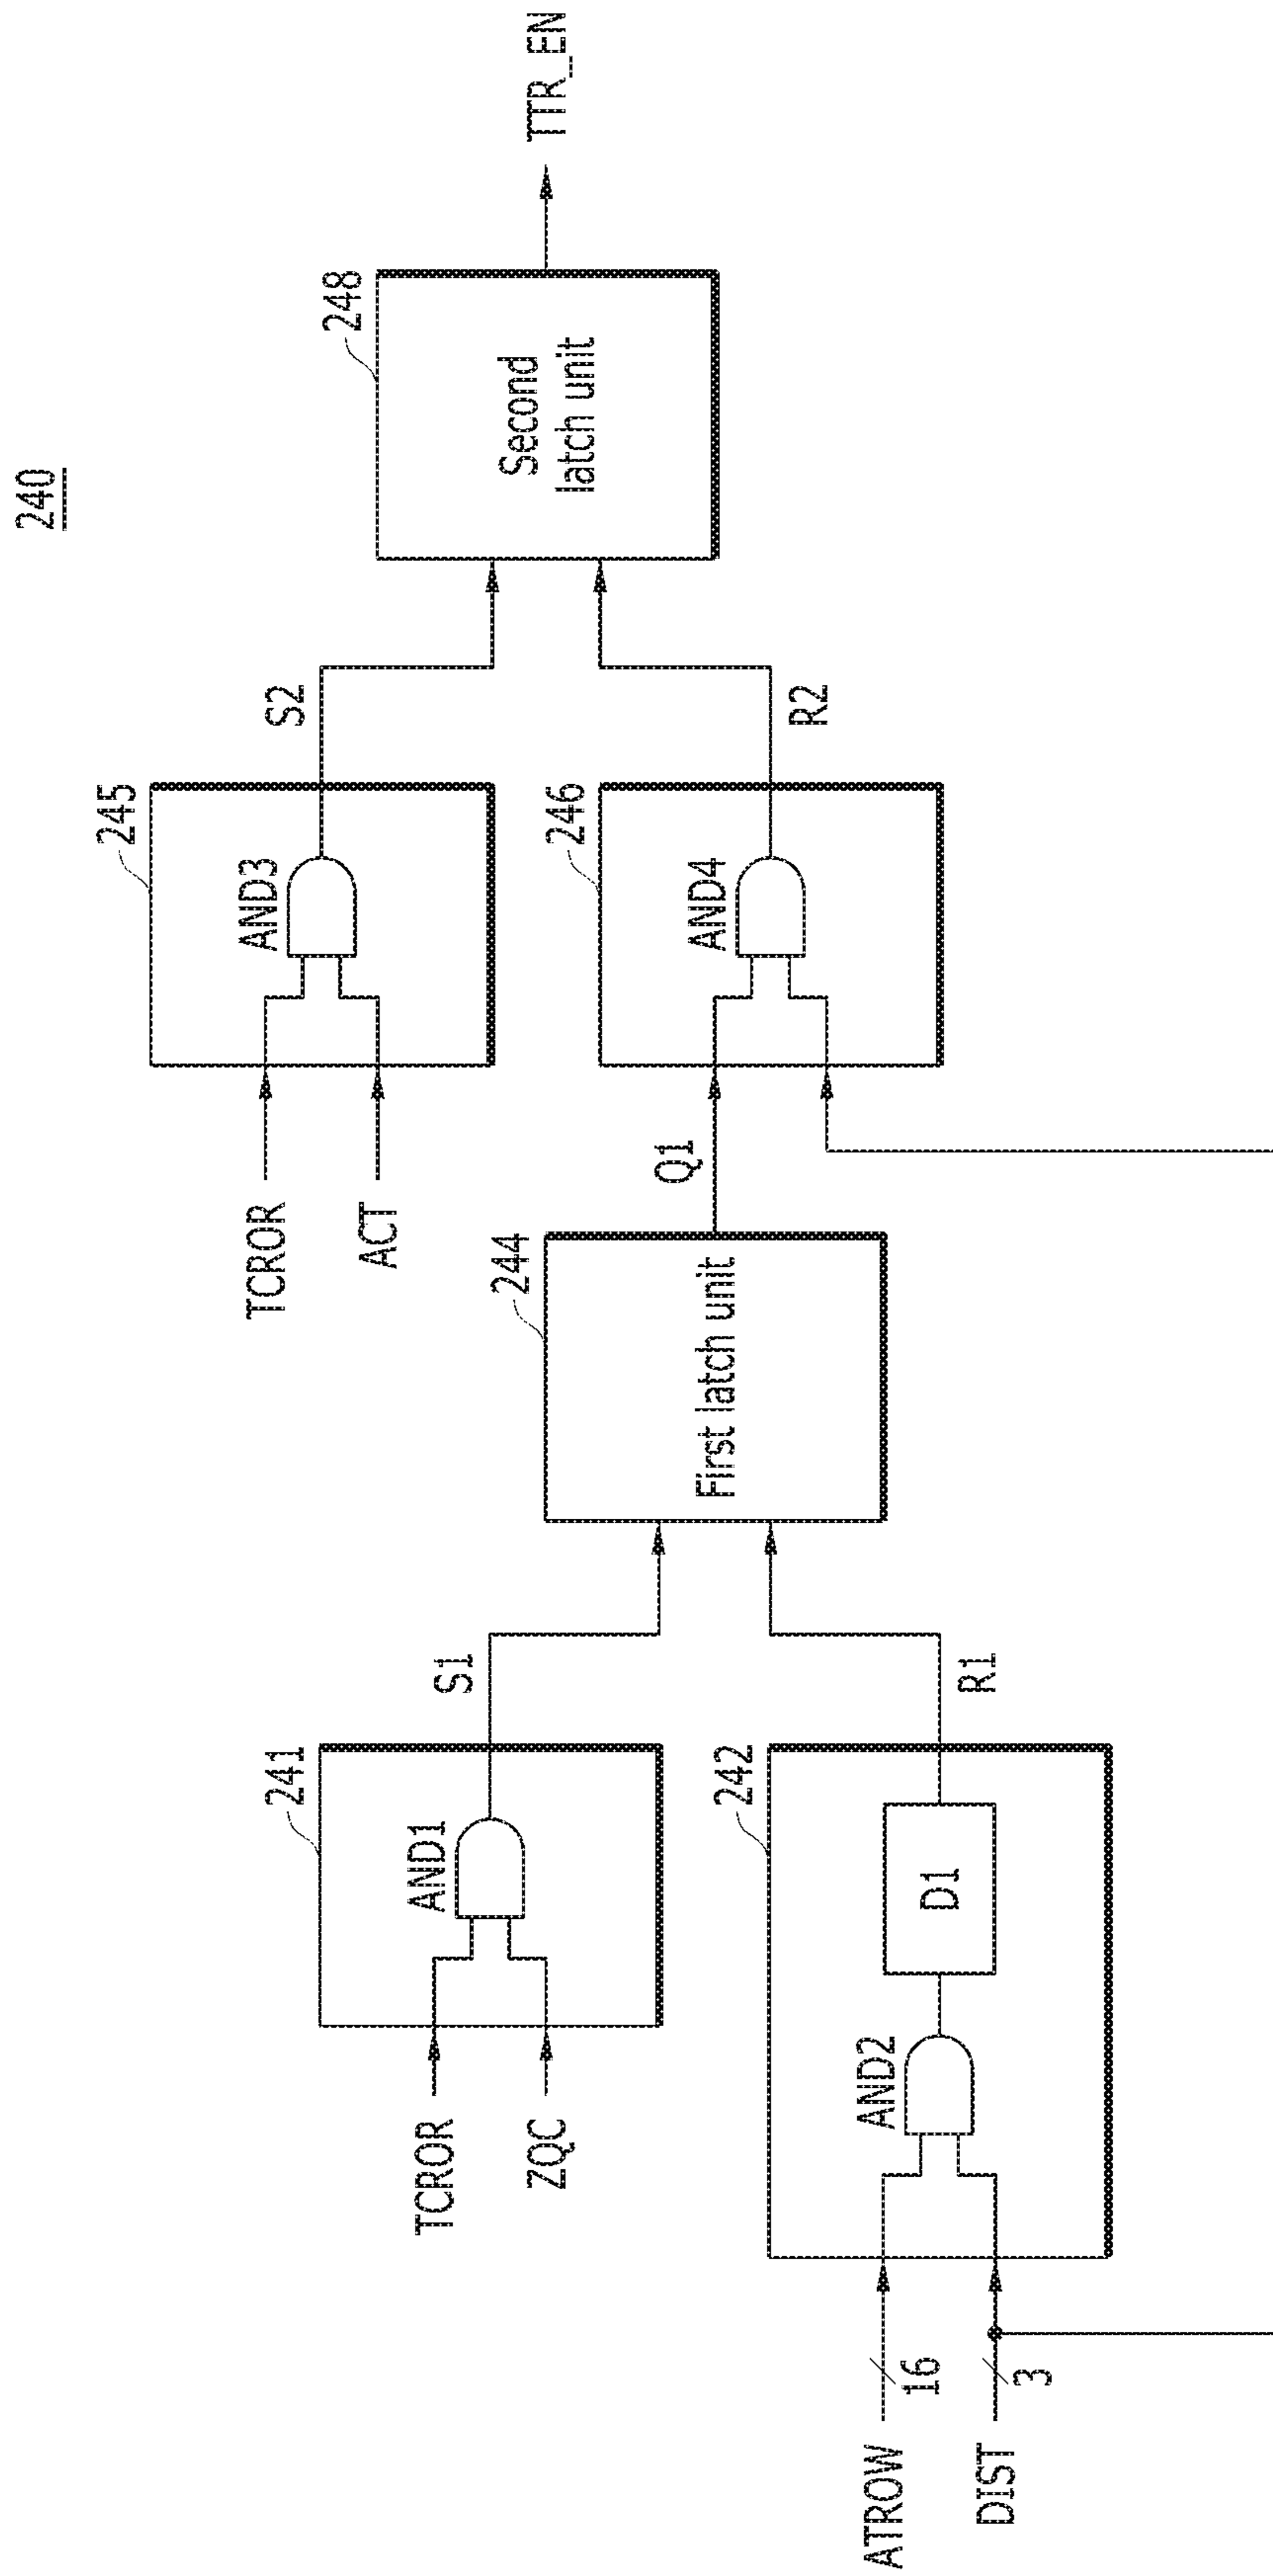 240
TCROR
ZQC
241
AND1
S1
ATROW
16
DIST
3
242
AND2
D1
R1
244
First latch unit
Q1
TCROR
ACT
245
AND3
S2
246
AND4
R2
248
Second
latch unit
TTR_EN